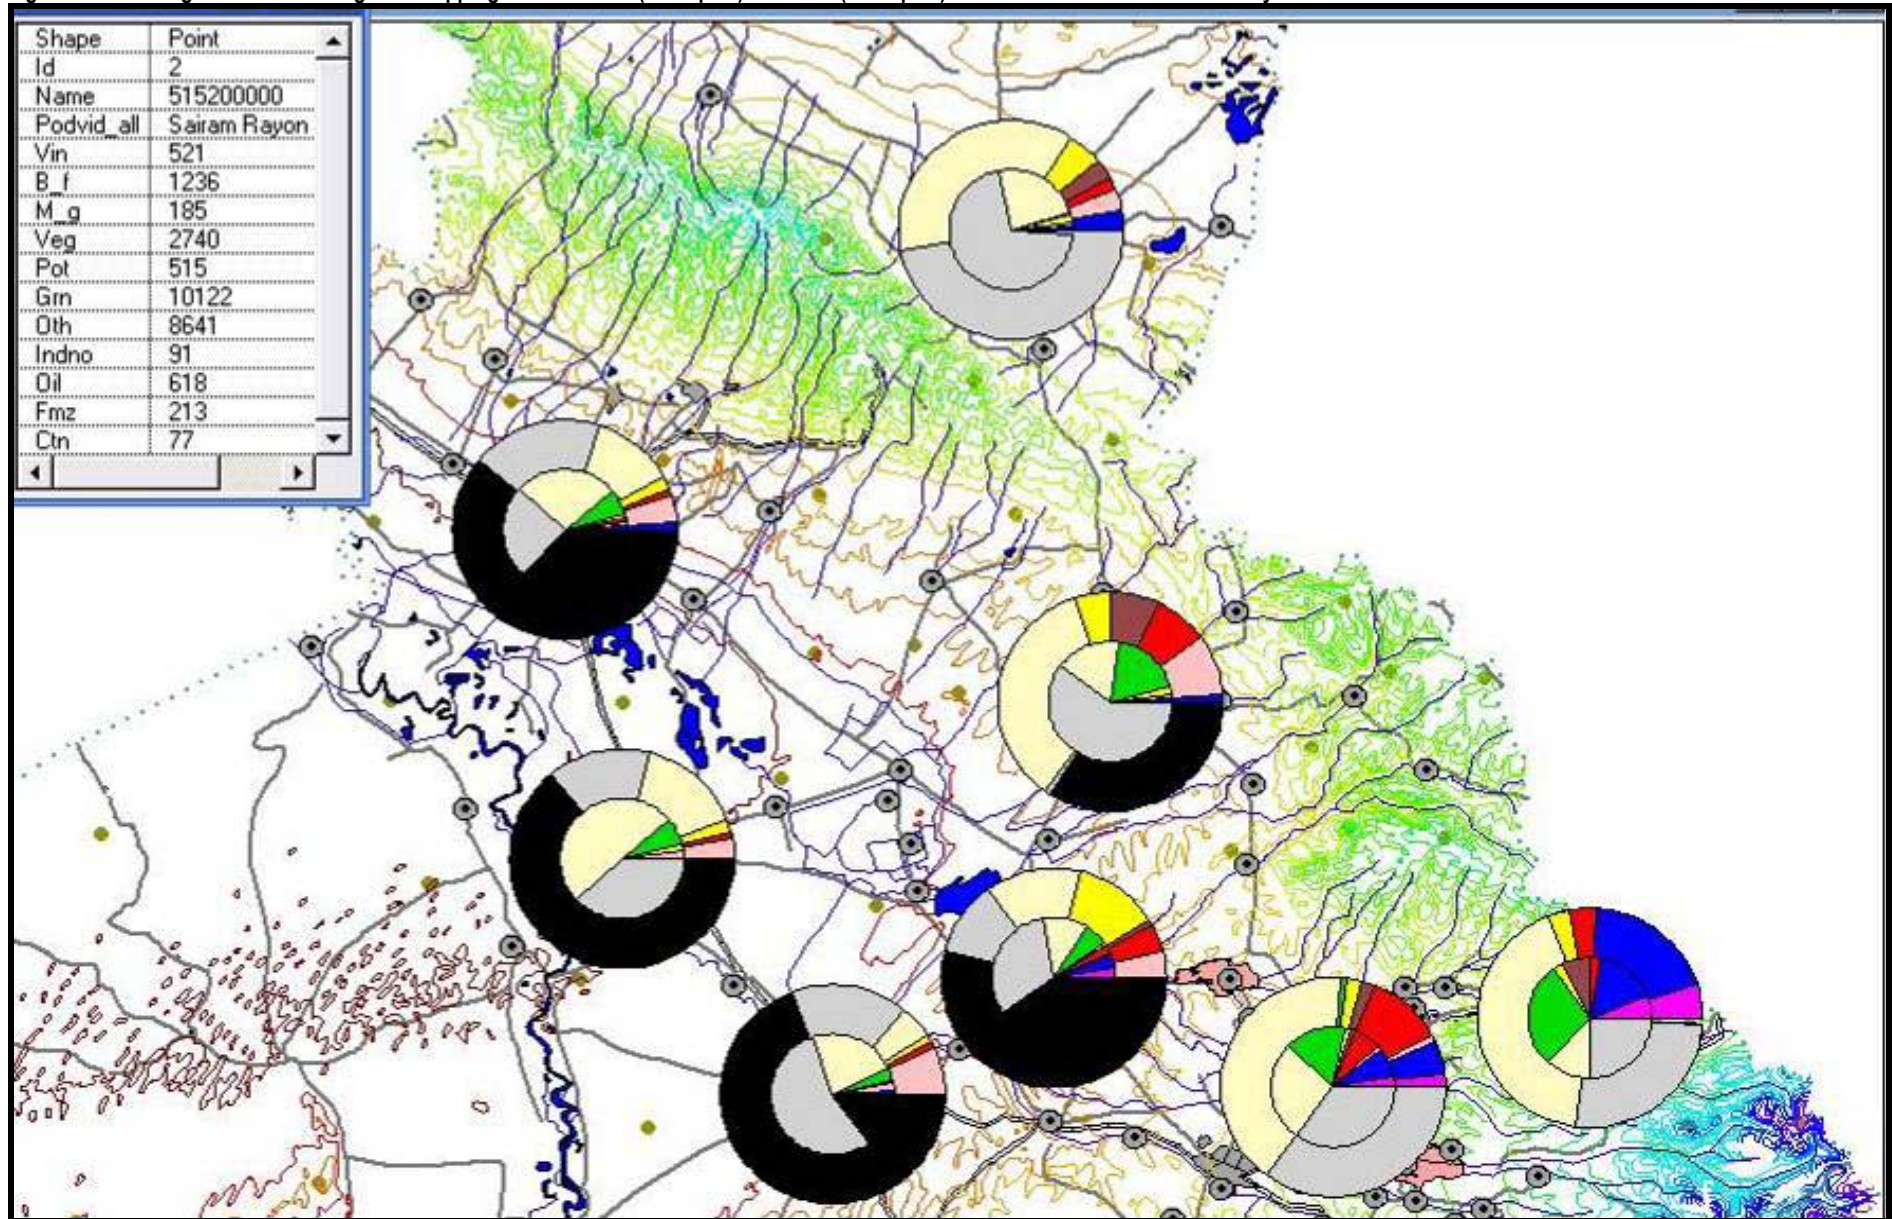 Shape Point
Id 2
Name 515200000
Podvid_all Sairam Rayon
Vin 521
B_f 1236
M_g 185
Veg 2740
Pot 515
Grn 10122
Oth 8641
Indno 91
Oil 618
Fmz 213
Ctn 77